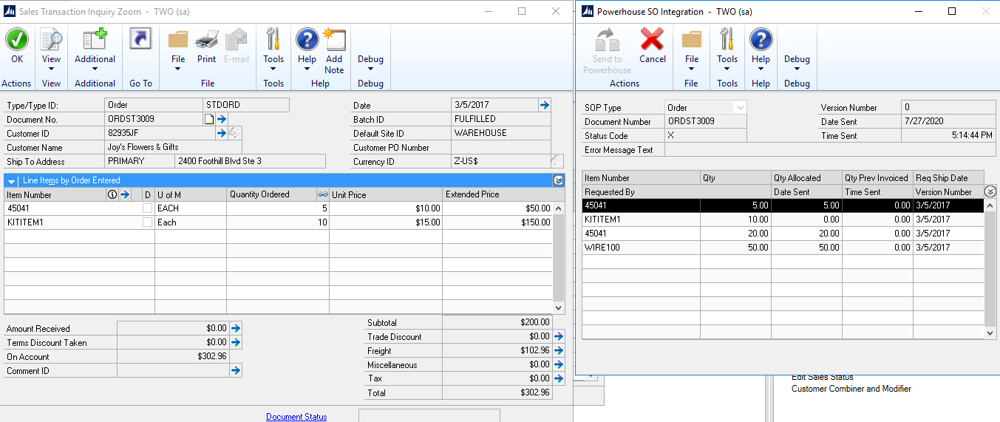 Sales Transaction Inquiry Zoom - TWO (sa)
OK View Additional File Print E-mail Tools Help Add Note Debug
Actions View Additional Go To File Tools Help Debug
Type/Type ID: Order STDORD
Document No. ORDST3009
Customer ID 82935JF
Customer Name Joy's Flowers & Gifts
Ship To Address PRIMARY 2400 Foothill Blvd Ste 3
Date 3/5/2017
Batch ID FULFILLED
Default Site ID WAREHOUSE
Customer PO Number
Currency ID Z-US$
Line Items by Order Entered
Item Number D U of M Quantity Ordered Unit Price Extended Price
45041 EACH 5 $10.00 $50.00
KITITEM1 Each 10 $15.00 $150.00
Amount Received $0.00
Terms Discount Taken $0.00
On Account $302.96
Comment ID
Subtotal $200.00
Trade Discount $0.00
Freight $102.96
Miscellaneous $0.00
Tax $0.00
Total $302.96
Document Status
Powerhouse SO Integration - TWO (sa)
Send to Powerhouse Cancel File Tools Help Debug
Actions File Tools Help Debug
SOP Type Order
Document Number ORDST3009
Status Code X
Error Message Text
Version Number 0
Date Sent 7/27/2020
Time Sent 5:14:44 PM
Item Number Qty Qty Allocated Qty Prev Invoiced Req Ship Date
Requested By Date Sent Time Sent Version Number
45041 5.00 5.00 0.00 3/5/2017
KITITEM1 10.00 0.00 0.00 3/5/2017
45041 20.00 20.00 0.00 3/5/2017
WIRE100 50.00 50.00 0.00 3/5/2017
Edit Sales Status
Customer Combiner and Modifier